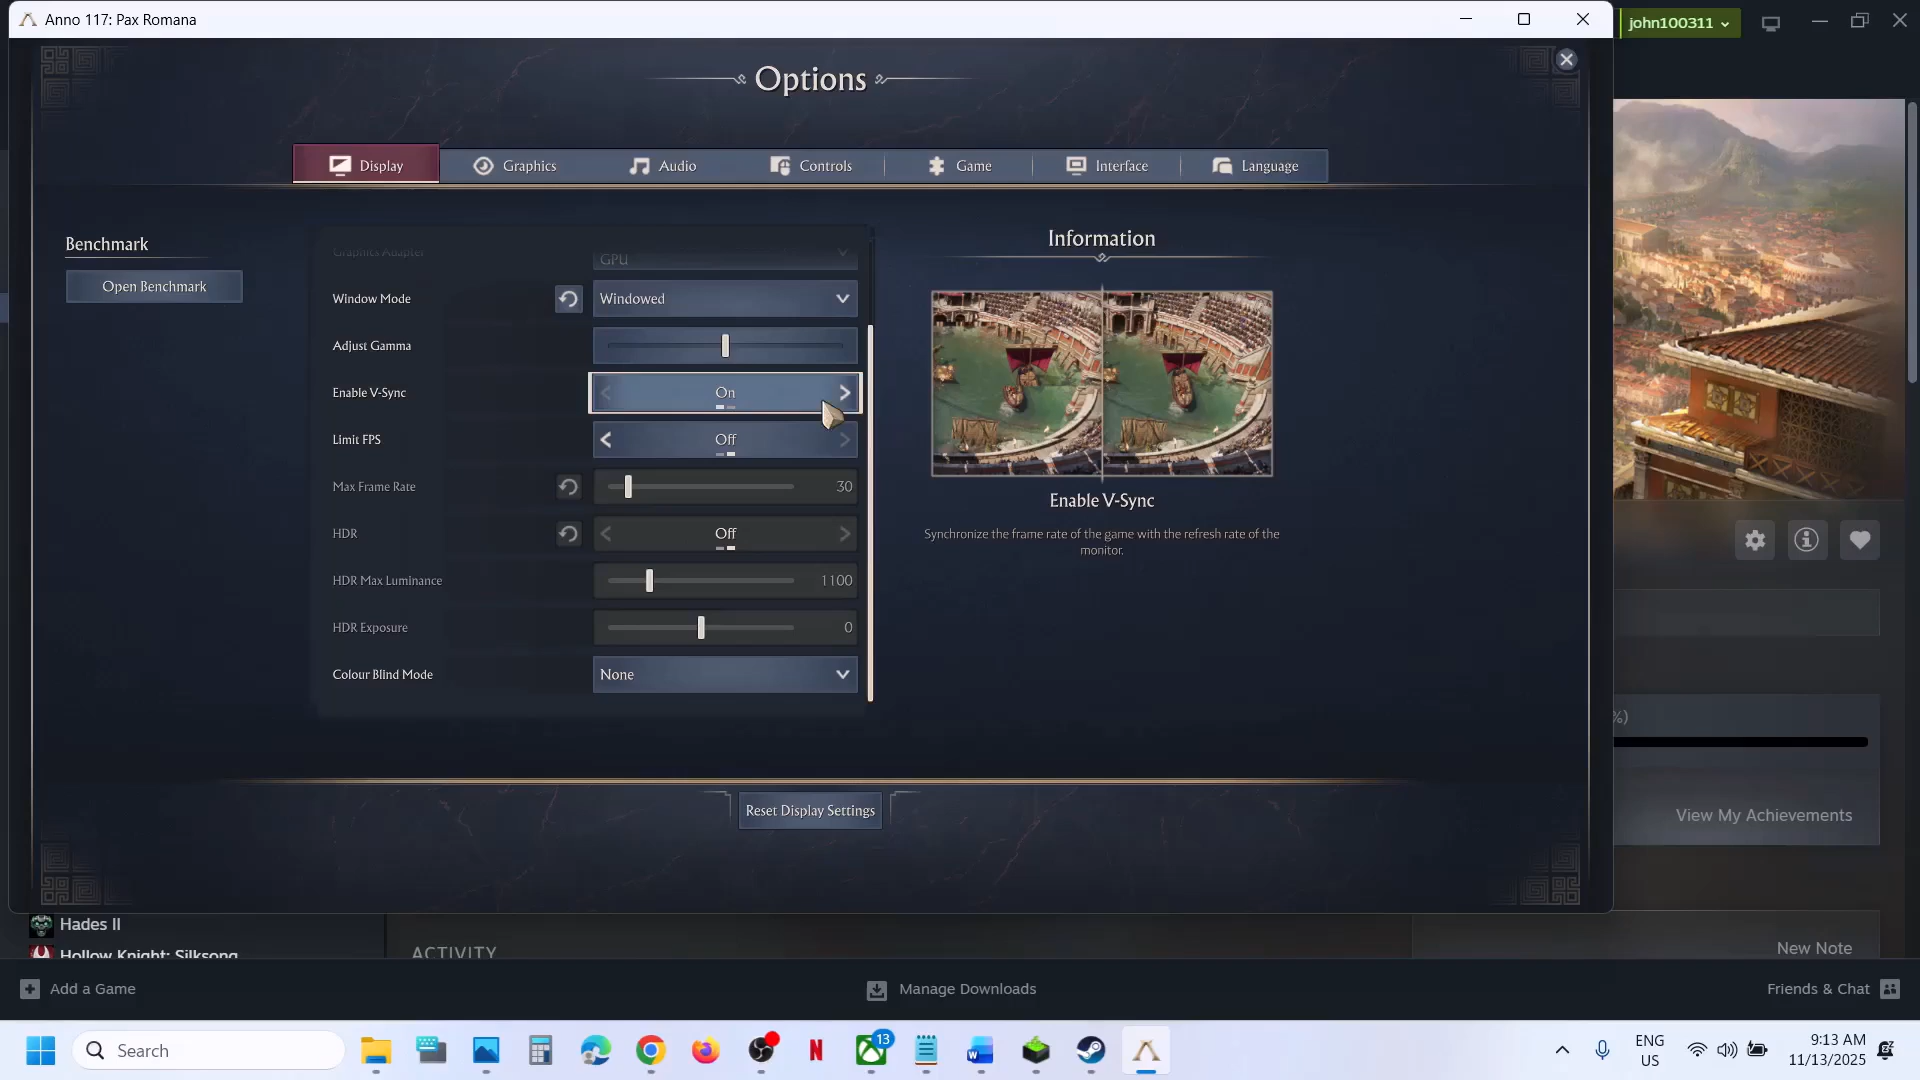 Anno 117: Pax Romana
john100311
Options
Display
Graphics
Audio
Controls
Game
Interface
Language
Benchmark
Open Benchmark
Graphics Adapter
GPU
Window Mode
Windowed
Adjust Gamma
Enable V-Sync
On
Limit FPS
Off
Max Frame Rate
30
HDR
Off
HDR Max Luminance
1100
HDR Exposure
0
Colour Blind Mode
None
Information
Enable V-Sync
Synchronize the frame rate of the game with the refresh rate of the
monitor.
Reset Display Settings
%)
View My Achievements
Hades II
Hollow Knight: Silksong
ACTIVITY
New Note
Add a Game
Manage Downloads
Friends & Chat
Search
13
ENG
US
9:13 AM
11/13/2025